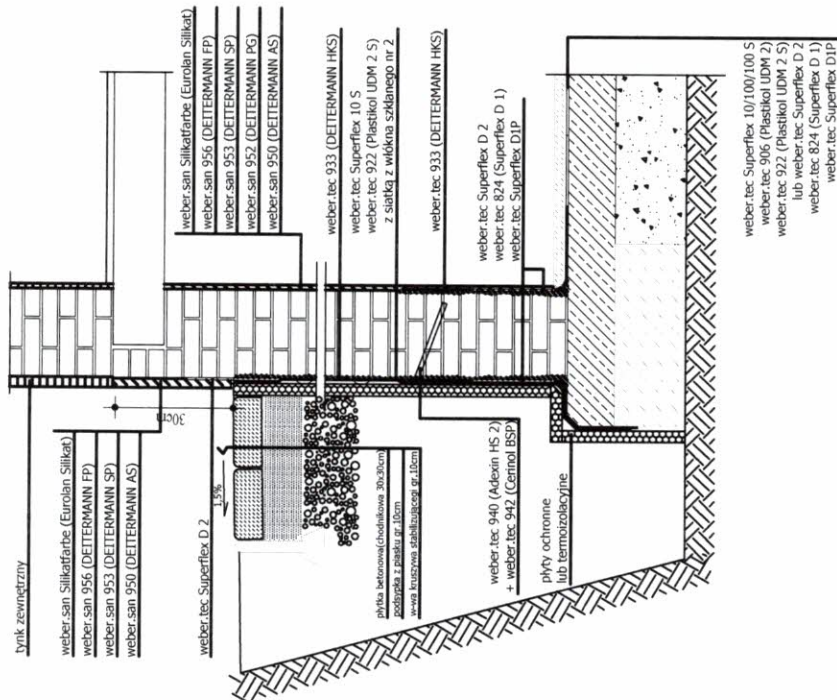 tynk zewnętrzny
weber.san Silikatfarbe (Eurolan Silikat)
weber.san 956 (DEITERMANN FP)
weber.san 953 (DEITERMANN SP)
weber.san 950 (DEITERMANN AS)
weber.tec Superflex D 2
30cm
1,5%
płytka betonowa(chodnikowa 30x30cm)
podsypka z piasku gr.10cm
w-wa kruszywa stabilizującego gr.10cm
weber.tec 940 (Adexin HS 2)
+ weber.tec 942 (Cerinol BSP)
płyty ochronne
lub termoizolacyjne
weber.san Silikatfarbe (Eurolan Silikat)
weber.san 956 (DEITERMANN FP)
weber.san 953 (DEITERMANN SP)
weber.san 952 (DEITERMANN PG)
weber.san 950 (DEITERMANN AS)
weber.tec 933 (DEITERMANN HKS)
weber.tec Superflex 10 S
weber.tec 922 (Plastikol UDM 2 S)
z siatką z włókna szklanego nr 2
weber.tec 933 (DEITERMANN HKS)
weber.tec Superflex D 2
weber.tec 824 (Superflex D 1)
weber.tec Superflex D1P
weber.tec Superflex 10/100/100 S
weber.tec 906 (Plastikol UDM 2)
weber.tec 922 (Plastikol UDM 2 S)
lub weber.tec Superflex D 2
weber.tec 824 (Superflex D 1)
weber.tec Superflex D1P